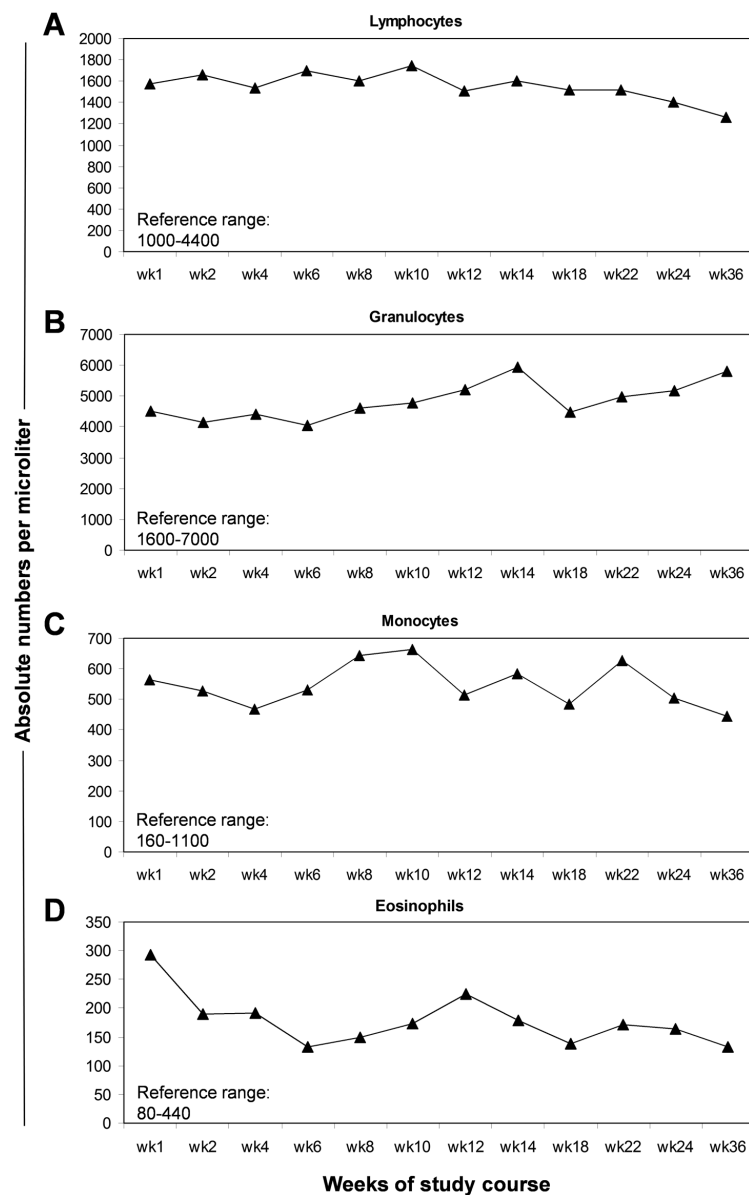 A
Lymphocytes
2000
1800
1600
1400
1200
1000
800
600
400
200
0
Reference range:
1000-4400
wk1 wk2 wk4 wk6 wk8 wk10 wk12 wk14 wk18 wk22 wk24 wk36
B
Granulocytes
7000
6000
5000
4000
3000
2000
1000
0
Reference range:
1600-7000
wk1 wk2 wk4 wk6 wk8 wk10 wk12 wk14 wk18 wk22 wk24 wk36
Absolute numbers per microliter
C
Monocytes
700
600
500
400
300
200
100
0
Reference range:
160-1100
wk1 wk2 wk4 wk6 wk8 wk10 wk12 wk14 wk18 wk22 wk24 wk36
D
Eosinophils
350
300
250
200
150
100
50
0
Reference range:
80-440
wk1 wk2 wk4 wk6 wk8 wk10 wk12 wk14 wk18 wk22 wk24 wk36
Weeks of study course